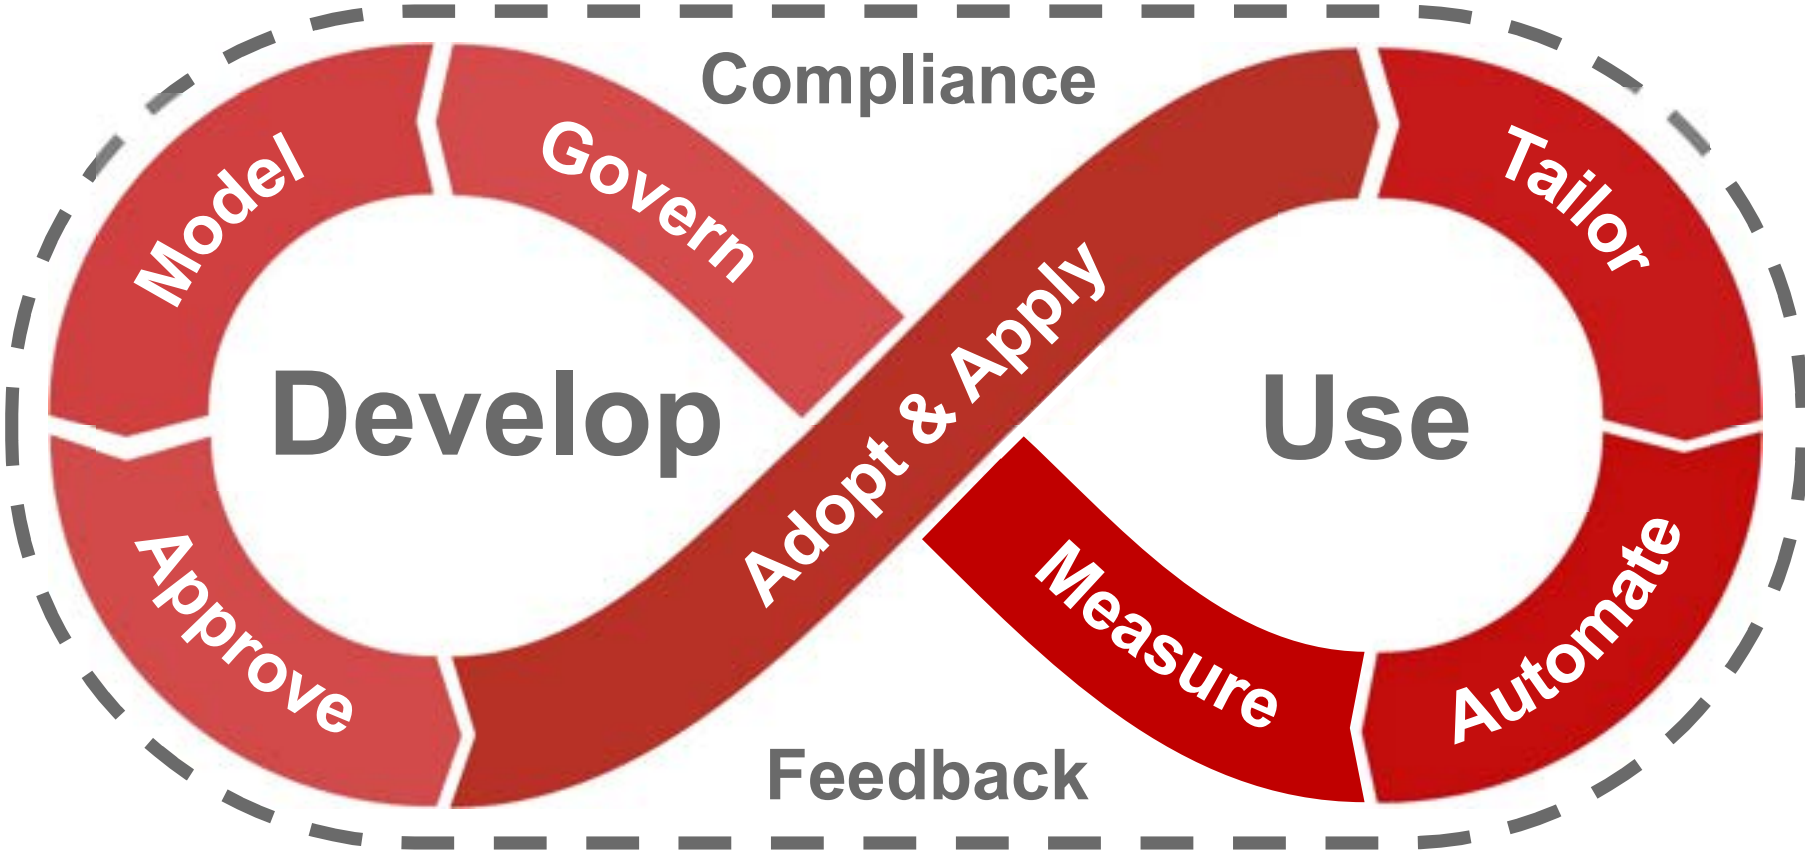 Compliance
Govern
Model
Tailor
Develop
Adopt & Apply
Use
Approve
Measure
Automate
Feedback